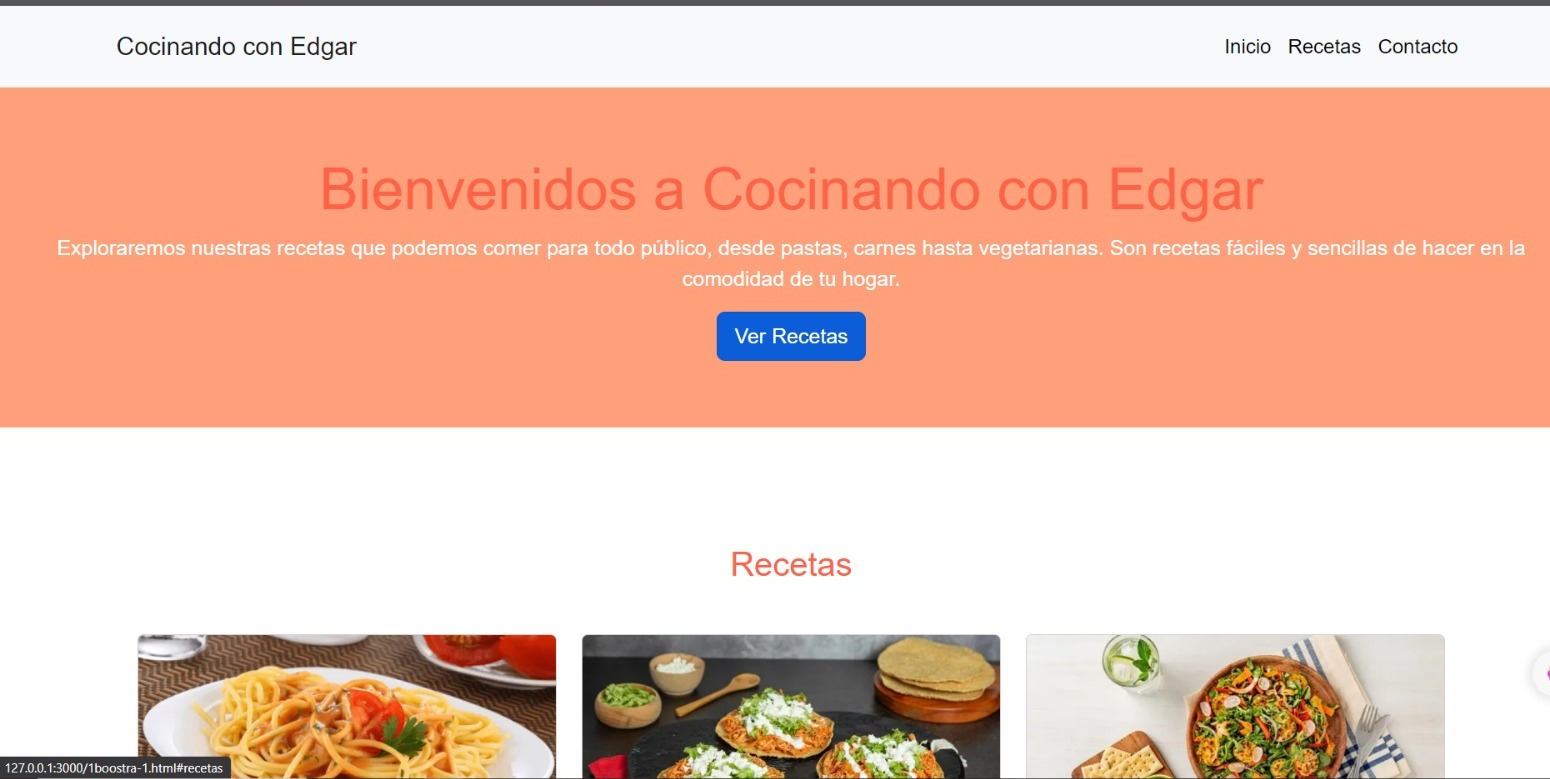 Cocinando con Edgar
Inicio Recetas Contacto
Bienvenidos a Cocinando con Edgar
Exploraremos nuestras recetas que podemos comer para todo público, desde pastas, carnes hasta vegetarianas. Son recetas fáciles y sencillas de hacer en la
comodidad de tu hogar.
Ver Recetas
Recetas
127.0.0.1:3000/1boostra-1.html#recetas